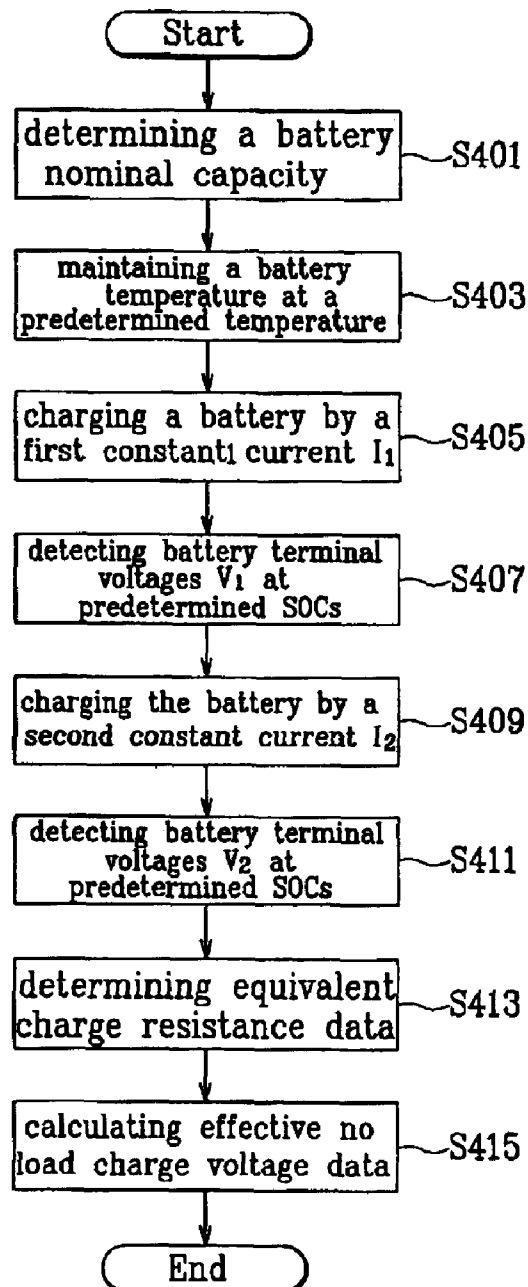 Start
determining a battery
nominal capacity
S401
maintaining a battery
temperature at a
predetermined temperature
S403
charging a battery by a
first constant1 current I1
S405
detecting battery terminal
voltages V1 at
predetermined SOCs
S407
charging the battery by a
second constant current I2
S409
detecting battery terminal
voltages V2 at
predetermined SOCs
S411
determining equivalent
charge resistance data
S413
calculating effective no
load charge voltage data
S415
End